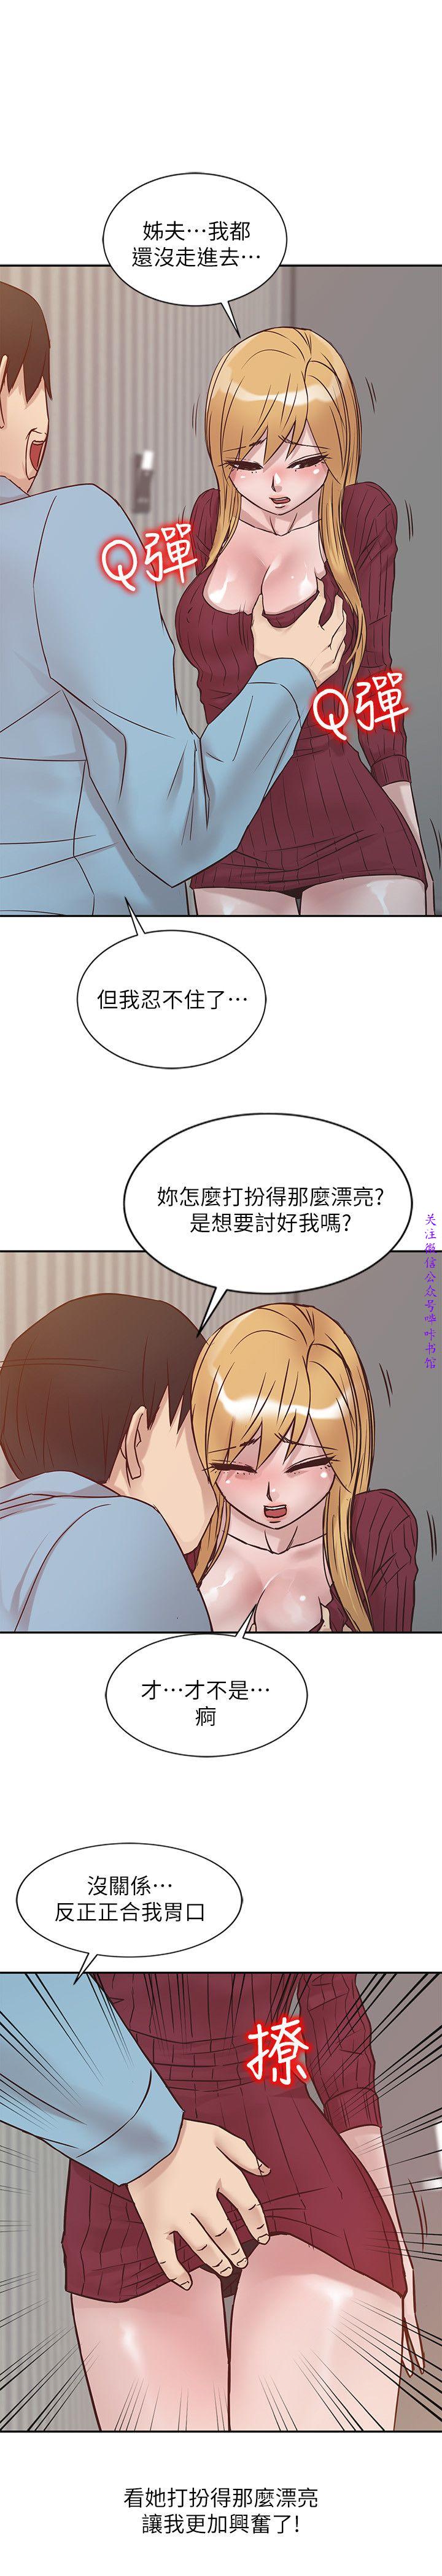 姊夫⋯我都
還沒走進去⋯
Q彈
Q彈
但我忍不住了⋯
妳怎麼打扮得那麼漂亮?
是想要討好我嗎?
关注微信公众号哔咔书馆
才⋯才不是⋯
痾
沒關係⋯
反正正合我胃口
撩
看她打扮得那麼漂亮
讓我更加興奮了!